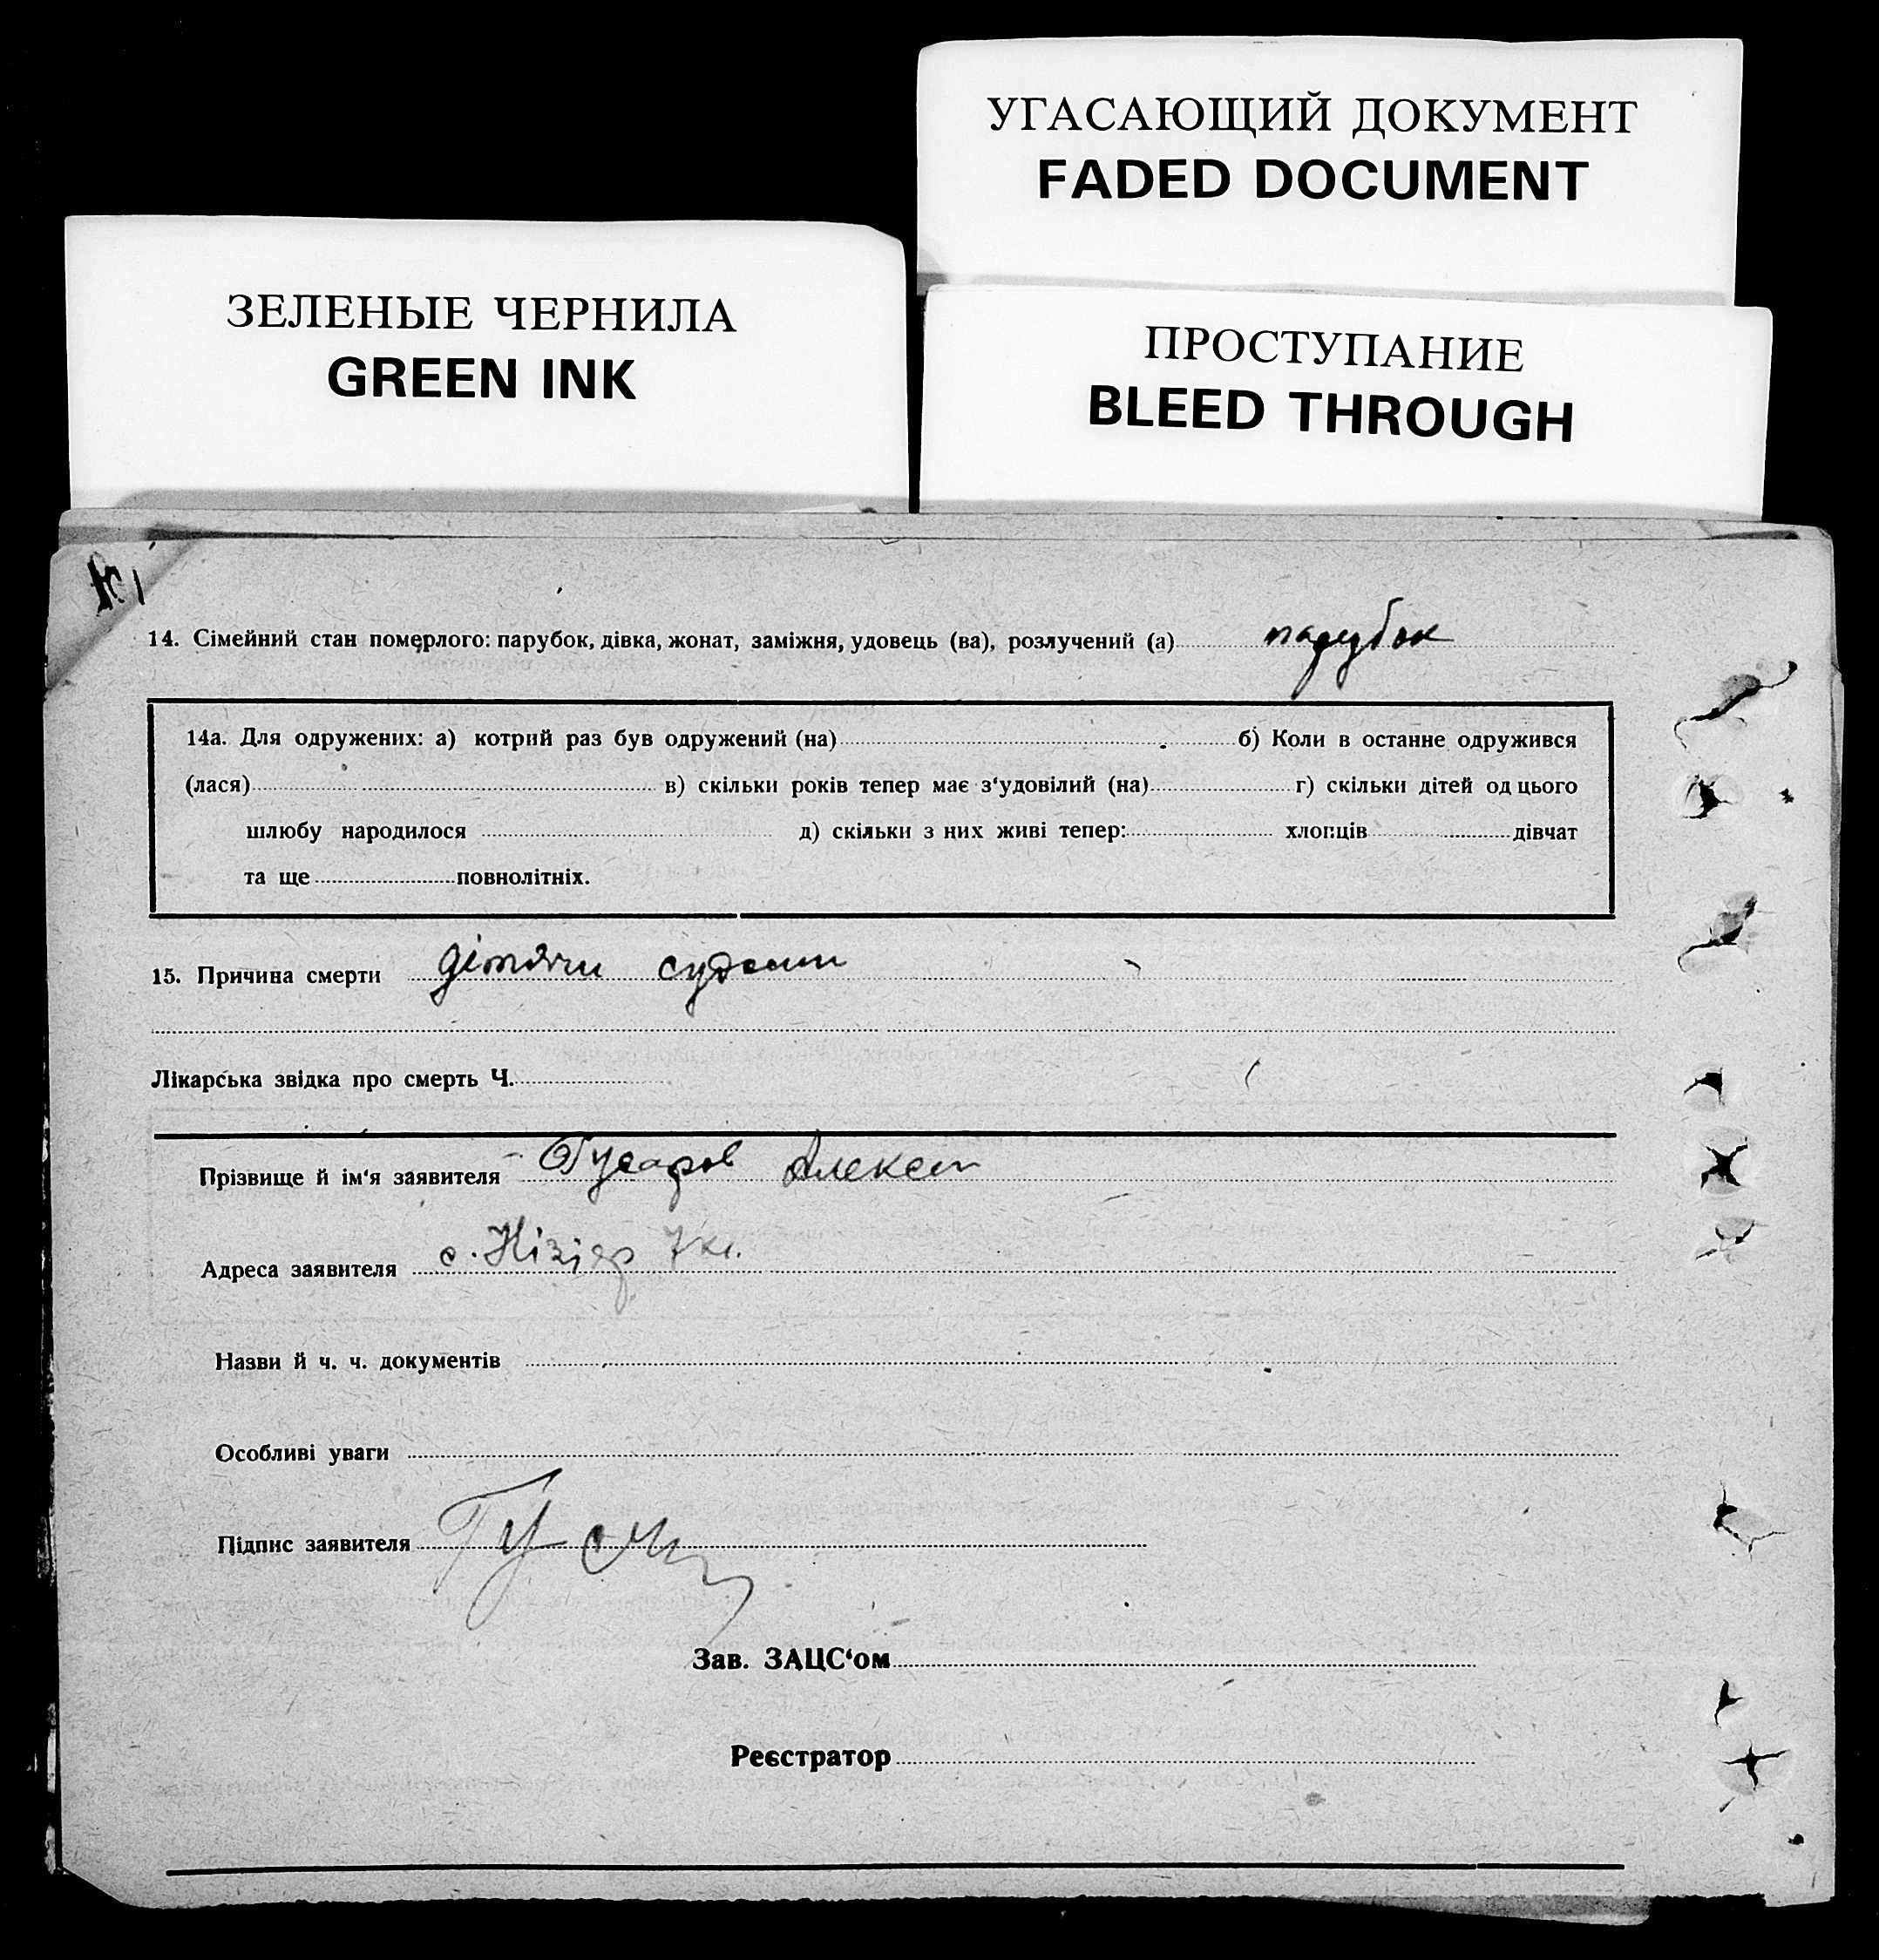 УГАСАЮЩИЙ ДОКУМЕНТ
FADED DOCUMENT
ЗЕЛЕНЫЕ ЧЕРНИЛА
GREEN INK
ПРОСТУПАНИЕ
BLEED THROUGH
14. Сімейний стан померлого: парубок, дівка, жонат, заміжня, удовець (ва), розлучений (а) парубок
14а. Для одружених: а) котрий раз був одружений (на) б) Коли в останне одружився
(лася) в) скільки років тепер має з‘удовілий (на) г) скільки дітей од цього
шлюбу народилося д) скільки з них живі тепер: хлопців дівчат
та ще повнолітніх.
15. Причина смерти дітячи
Лікарська звідка про смерть Ч.
Прізвище й ім‘я заявителя Гусаров Алексей
Адреса заявителя с.
Назви й ч. ч. документів
Особливі уваги
Підпис заявителя
Зав. ЗАЦС‘ом
Реєстратор